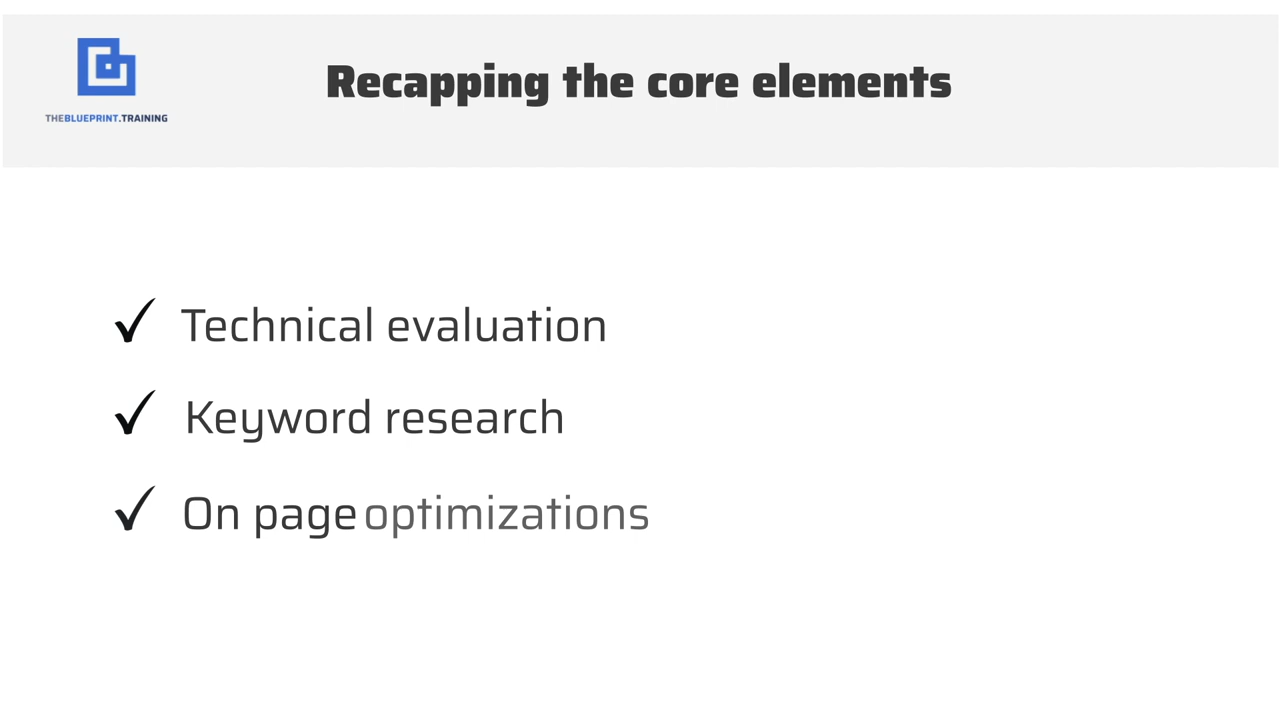 Recapping the core elements
THEBLUEPRINT.TRAINING
✓ Technical evaluation
✓ Keyword research
✓ On page optimizations